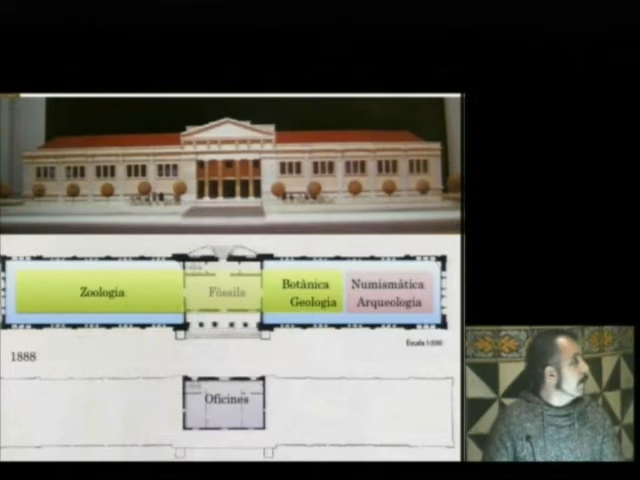 Zoologia
Fòssils
Botànica
Geologia
Numismàtica
Arqueologia
Escala 1:500
1888
Oficines